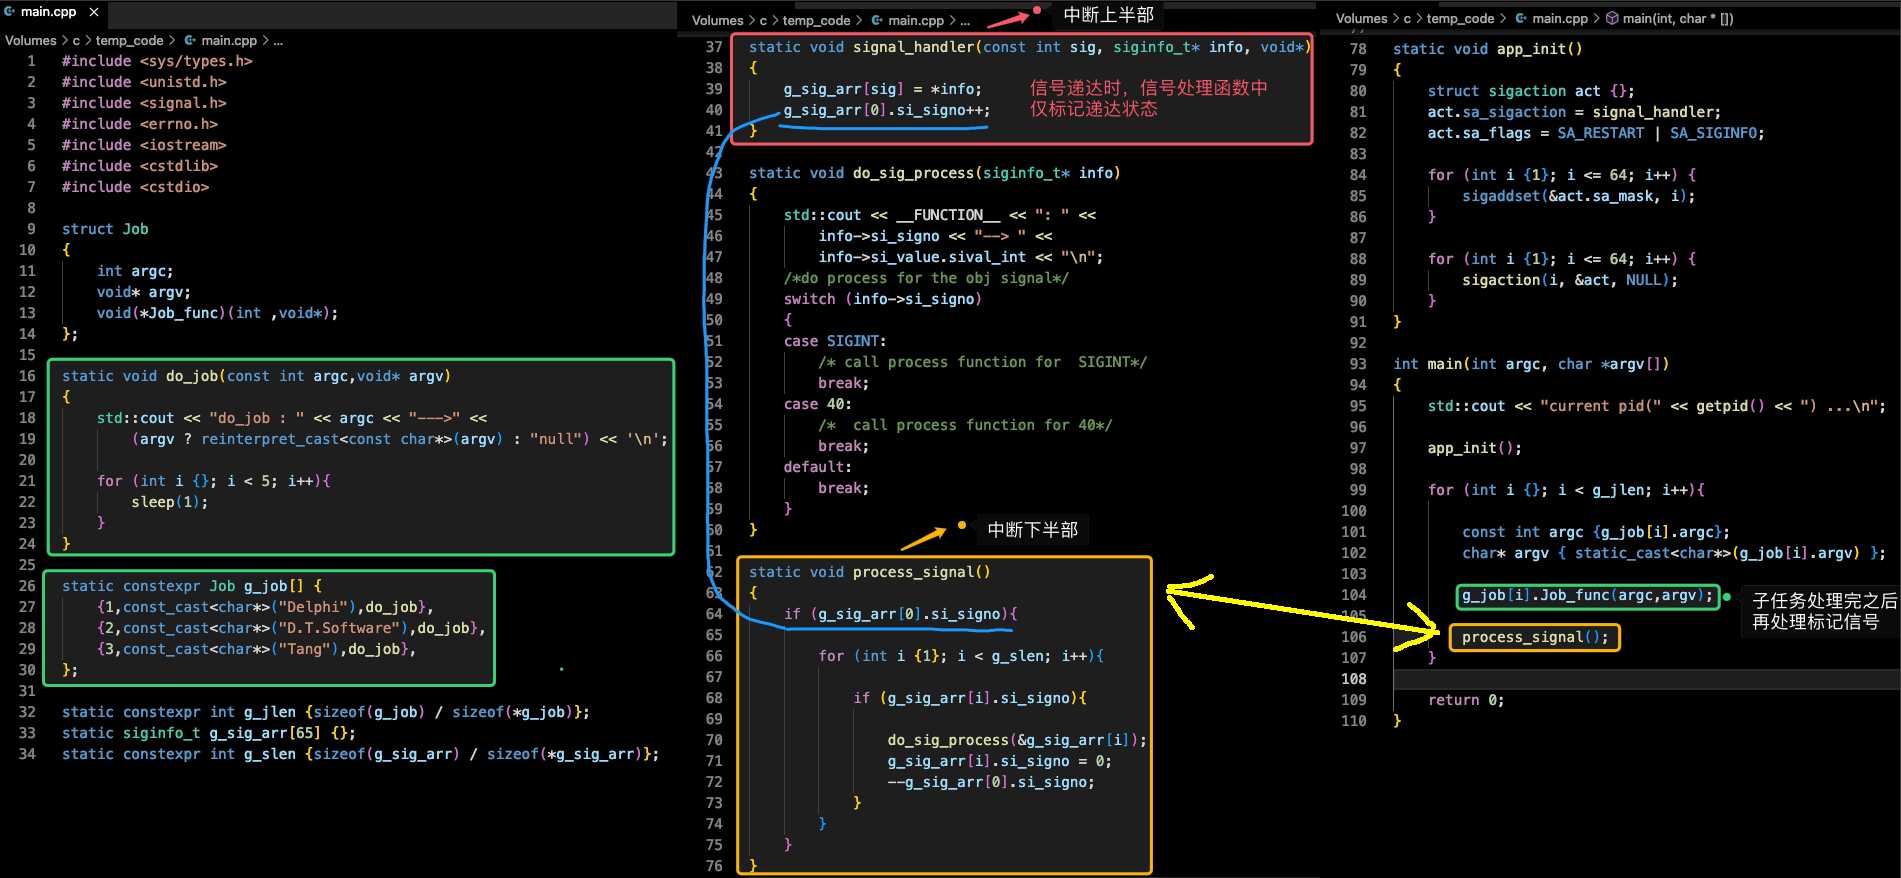 main.cpp ×
Volumes > c > temp_code > main.cpp > ...
1 #include <sys/types.h>
2 #include <unistd.h>
3 #include <signal.h>
4 #include <errno.h>
5 #include <iostream>
6 #include <cstdlib>
7 #include <cstdio>
8
9 struct Job
10 {
11     int argc;
12     void* argv;
13     void(*Job_func)(int ,void*);
14 };
15
16 static void do_job(const int argc,void* argv)
17 {
18     std::cout << "do_job : " << argc << "--->" <<
19         (argv ? reinterpret_cast<const char*>(argv) : "null") << '\n';
20
21     for (int i {}; i < 5; i++){
22         sleep(1);
23     }
24 }
25
26 static constexpr Job g_job[] {
27     {1,const_cast<char*>("Delphi"),do_job},
28     {2,const_cast<char*>("D.T.Software"),do_job},
29     {3,const_cast<char*>("Tang"),do_job},
30 };
31
32 static constexpr int g_jlen {sizeof(g_job) / sizeof(*g_job)};
33 static siginfo_t g_sig_arr[65] {};
34 static constexpr int g_slen {sizeof(g_sig_arr) / sizeof(*g_sig_arr)};
Volumes > c > temp_code > main.cpp > ...
中断上半部
37 static void signal_handler(const int sig, siginfo_t* info, void*)
38 {
39     g_sig_arr[sig] = *info;
40     g_sig_arr[0].si_signo++;
41 }
信号递达时，信号处理函数中
仅标记递达状态
42
43 static void do_sig_process(siginfo_t* info)
44 {
45     std::cout << __FUNCTION__ << ": " <<
46         info->si_signo << "--> " <<
47         info->si_value.sival_int << "\n";
48     /*do process for the obj signal*/
49     switch (info->si_signo)
50     {
51     case SIGINT:
52         /* call process function for  SIGINT*/
53         break;
54     case 40:
55         /*  call process function for 40*/
56         break;
57     default:
58         break;
59     }
60 }
中断下半部
61
62 static void process_signal()
63 {
64     if (g_sig_arr[0].si_signo){
65
66         for (int i {1}; i < g_slen; i++){
67
68             if (g_sig_arr[i].si_signo){
69
70                 do_sig_process(&g_sig_arr[i]);
71                 g_sig_arr[i].si_signo = 0;
72                 --g_sig_arr[0].si_signo;
73             }
74         }
75     }
76 }
Volumes > c > temp_code > main.cpp > main(int, char * [])
77
78 static void app_init()
79 {
80     struct sigaction act {};
81     act.sa_sigaction = signal_handler;
82     act.sa_flags = SA_RESTART | SA_SIGINFO;
83
84     for (int i {1}; i <= 64; i++) {
85         sigaddset(&act.sa_mask, i);
86     }
87
88     for (int i {1}; i <= 64; i++) {
89         sigaction(i, &act, NULL);
90     }
91 }
92
93 int main(int argc, char *argv[])
94 {
95     std::cout << "current pid(" << getpid() << ") ...\n";
96
97     app_init();
98
99     for (int i {}; i < g_jlen; i++){
100
101         const int argc {g_job[i].argc};
102         char* argv { static_cast<char*>(g_job[i].argv) };
103
104         g_job[i].Job_func(argc,argv);
105
106         process_signal();
107     }
108
109     return 0;
110 }
子任务处理完之后
再处理标记信号